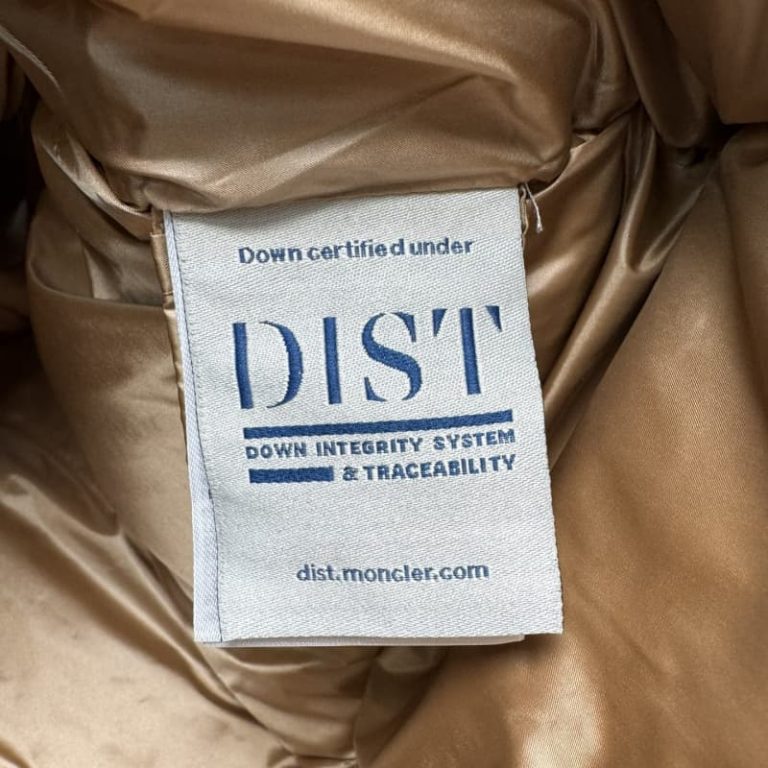 Down certified under
DIST
DOWN INTEGRITY SYSTEM
& TRACEABILITY
dist.moncler.com